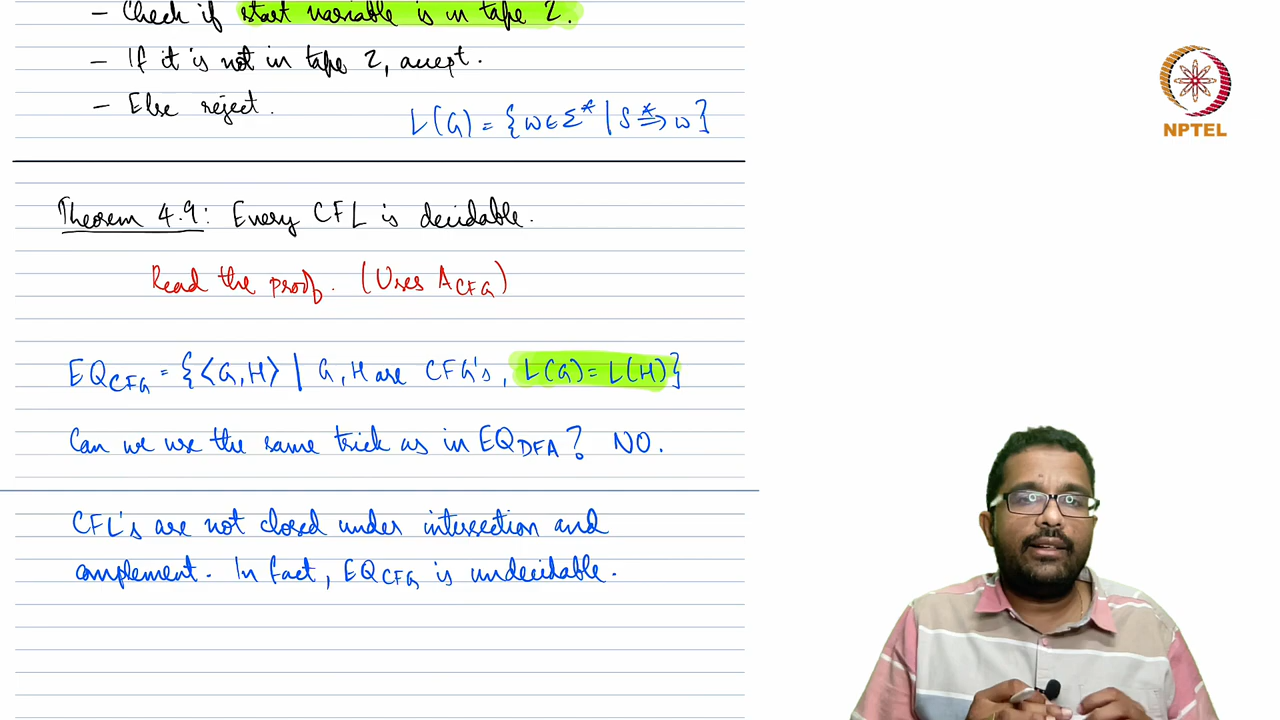 – Check if start variable is in tape 2.
– If it is not in tape 2, accept.
– Else reject.
L(G) = {w ∈ Σ* | S ⇒* w}
NPTEL
Theorem 4.9: Every CFL is decidable.
Read the proof. (Uses A_CFG)
EQ_CFG = {⟨G,H⟩ | G, H are CFG's, L(G) = L(H)}
Can we use the same trick as in EQ_DFA? NO.
CFL's are not closed under intersection and
complement. In fact, EQ_CFG is undecidable.